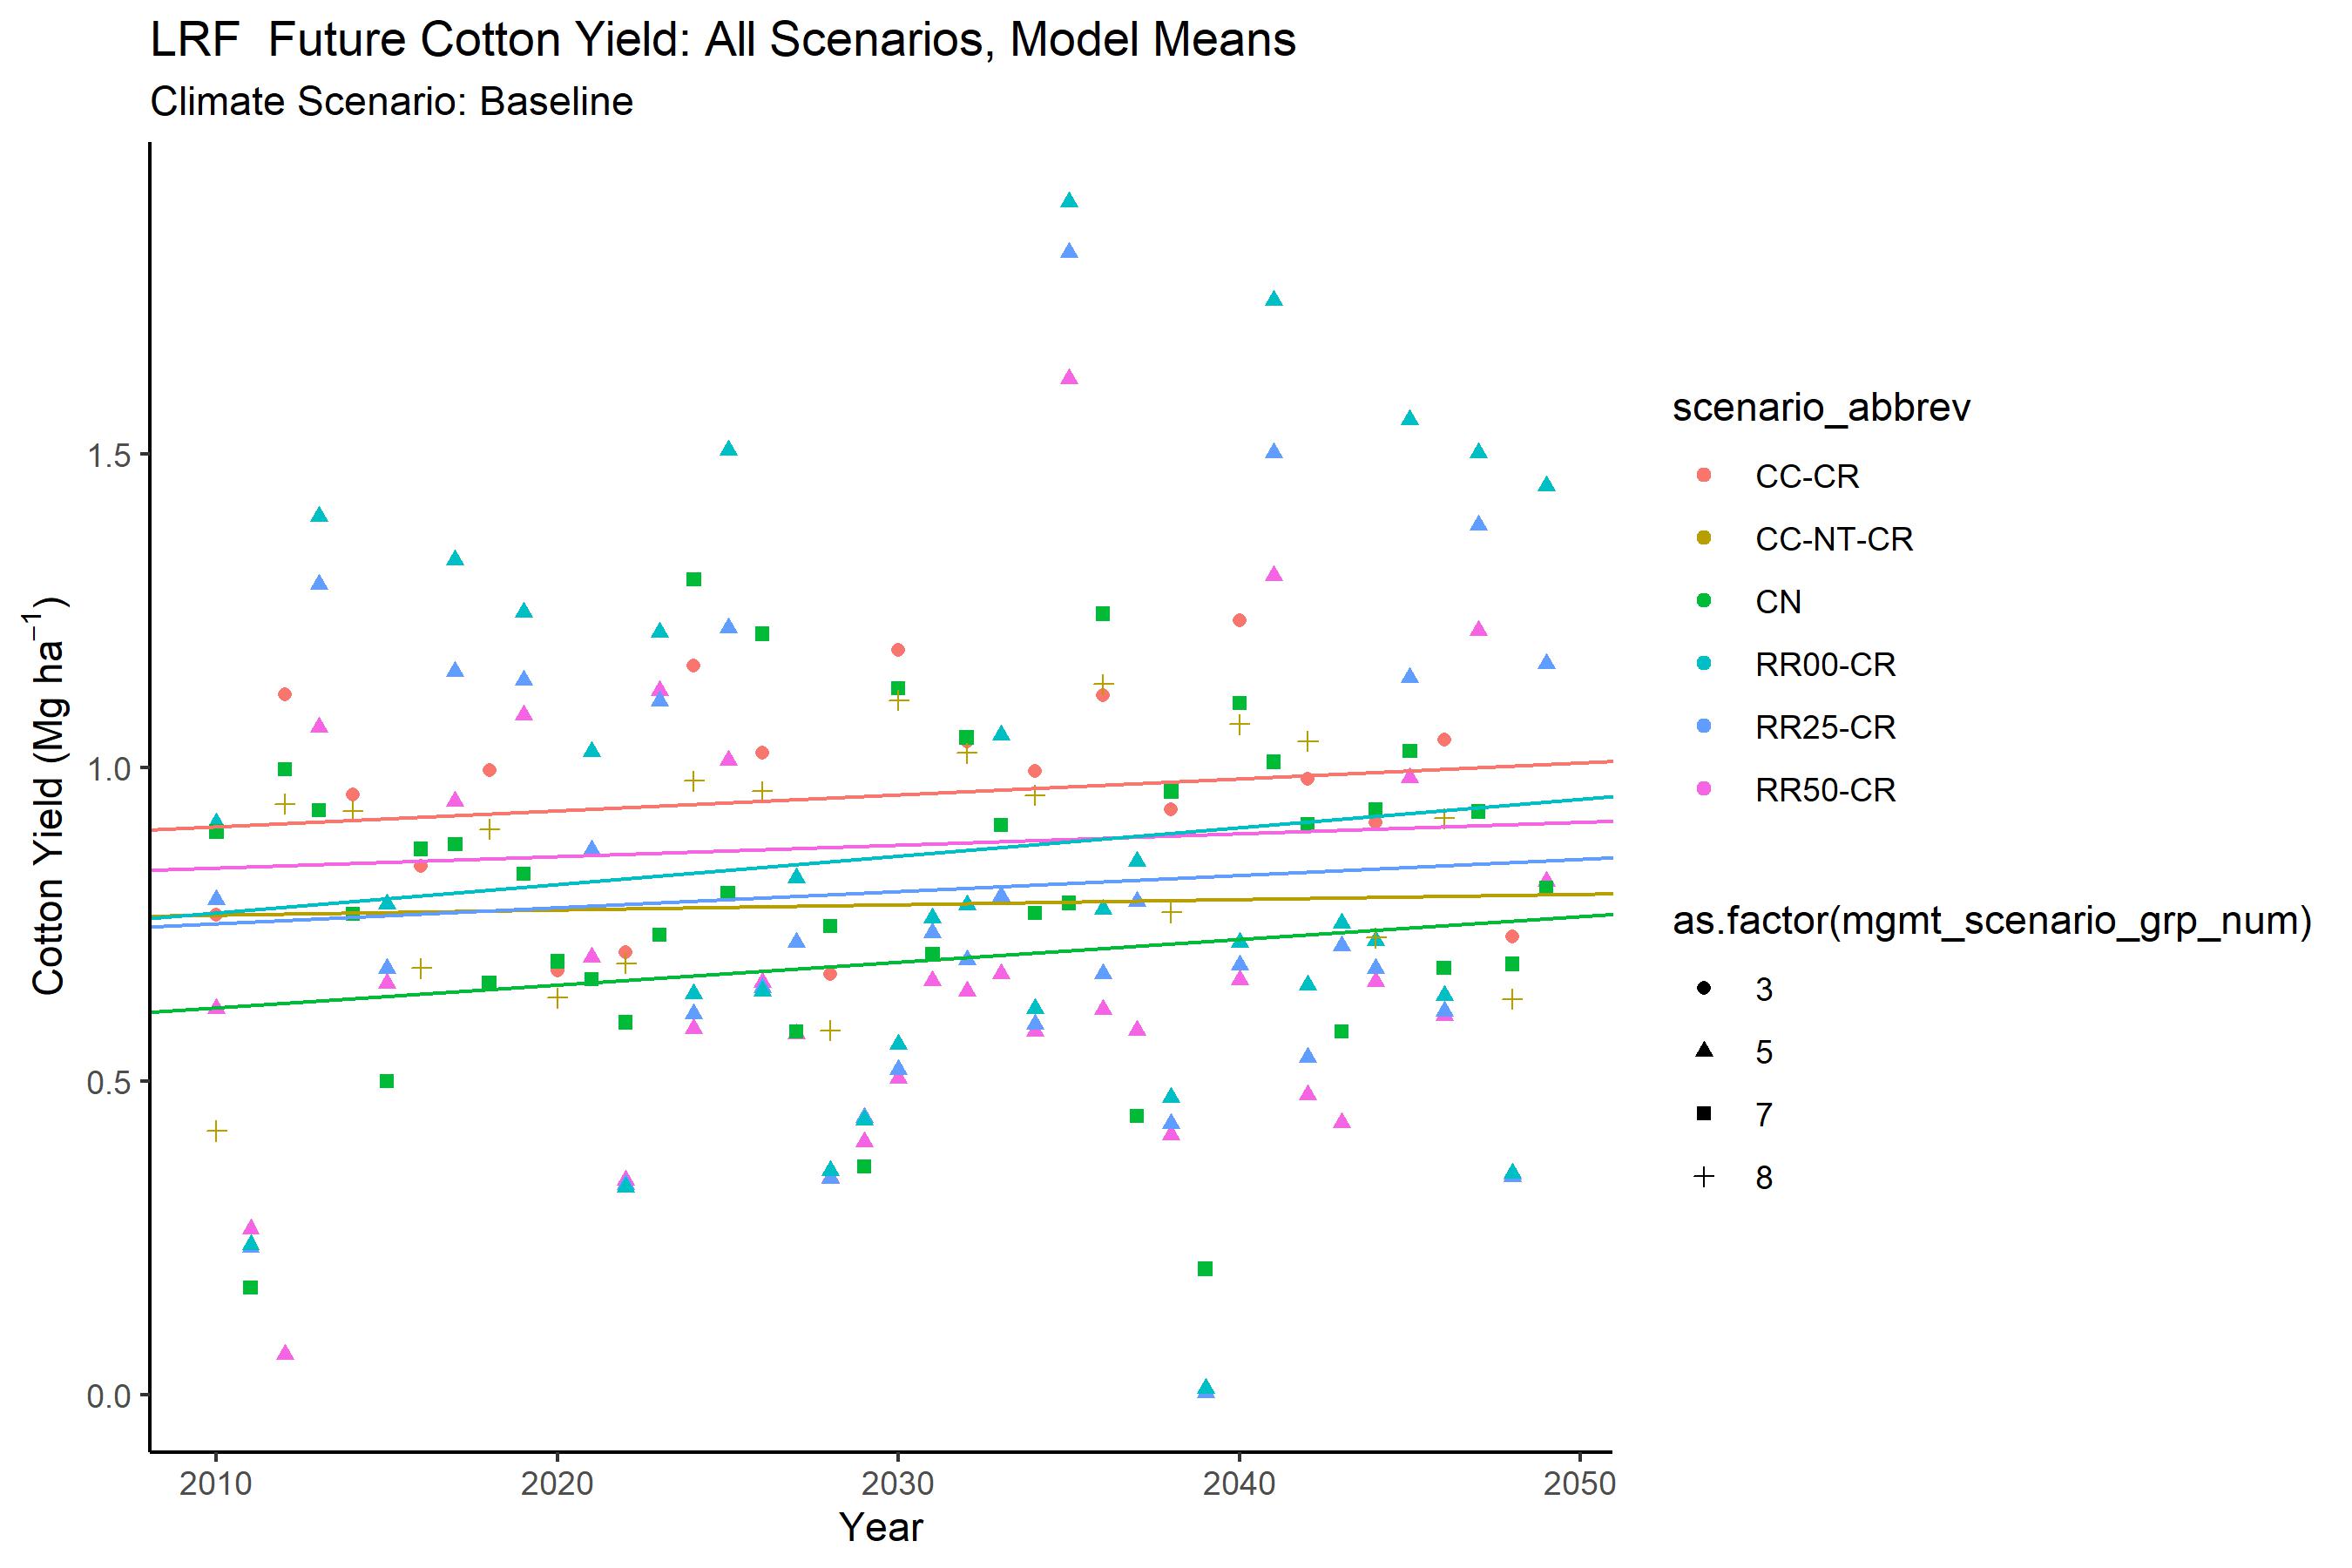 LRF  Future Cotton Yield: All Scenarios, Model Means
Climate Scenario: Baseline
Cotton Yield (Mg ha⁻¹)
1.5
1.0
0.5
0.0
2010
2020
2030
2040
2050
Year
scenario_abbrev
CC-CR
CC-NT-CR
CN
RR00-CR
RR25-CR
RR50-CR
as.factor(mgmt_scenario_grp_num)
3
5
7
8